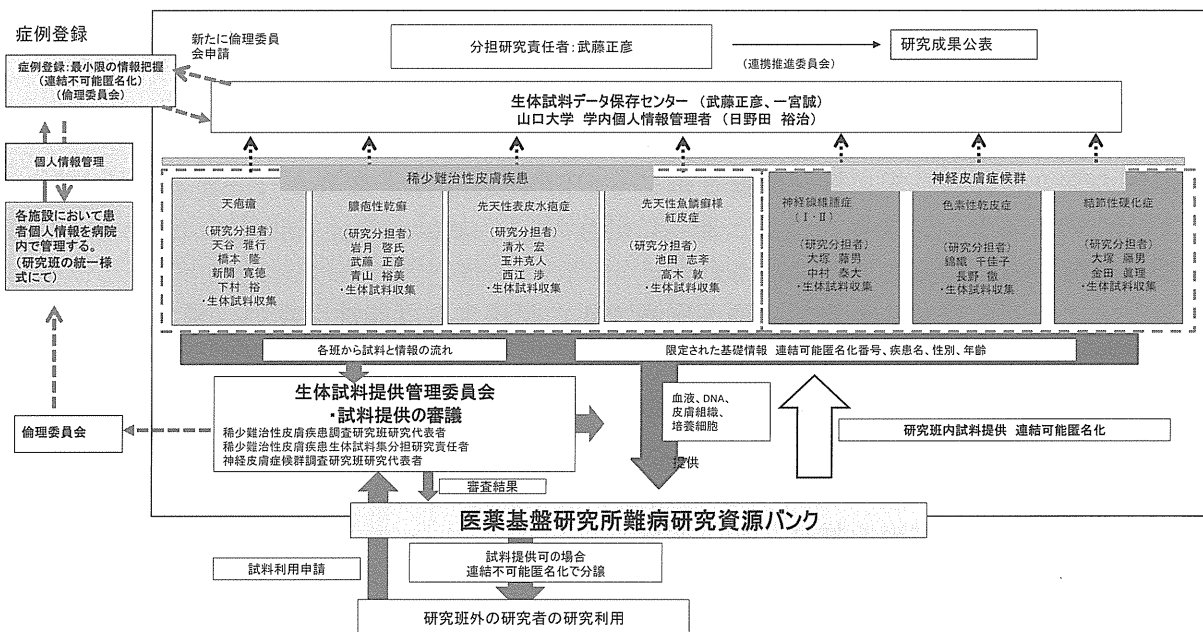 症例登録
新たに倫理委員
会申請
分担研究責任者：武藤正彦
（連携推進委員会）
研究成果公表
症例登録：最小限の情報把握
（連結不可能匿名化）
（倫理委員会）
生体試料データ保存センター （武藤正彦、一宮誠）
山口大学 学内個人情報管理者 （日野田 裕治）
個人情報管理
各施設において患
者個人情報を病院
内で管理する。
（研究班の統一様
式にて）
稀少難治性皮膚疾患
神経皮膚症候群
天疱瘡
（研究分担者）
天谷 雅行
橋本 隆
新関 寛徳
下村 裕
・生体試料収集
膿疱性乾癬
（研究分担者）
岩月 啓氏
武藤 正彦
青山 裕美
・生体試料収集
先天性表皮水疱症
（研究分担者）
清水 宏
玉井克人
西江 渉
・生体試料収集
先天性魚鱗癬様
紅皮症
（研究分担者）
池田 志孝
高木 敦
・生体試料収集
神経線維腫症
（Ⅰ・Ⅱ）
（研究分担者）
大塚 藤男
中村 泰大
・生体試料収集
色素性乾皮症
（研究分担者）
錦織 千佳子
長野 徹
・生体試料収集
結節性硬化症
（研究分担者）
大塚 藤男
金田 眞理
・生体試料収集
各班から試料と情報の流れ
限定された基礎情報 連結可能匿名化番号、疾患名、性別、年齢
生体試料提供管理委員会
・試料提供の審議
稀少難治性皮膚疾患調査研究班研究代表者
稀少難治性皮膚疾患生体試料集分担研究責任者
神経皮膚症候群調査研究班研究代表者
倫理委員会
血液、DNA、
皮膚組織、
培養細胞
提供
研究班内試料提供 連結可能匿名化
審査結果
医薬基盤研究所難病研究資源バンク
試料利用申請
試料提供可の場合
連結不可能匿名化で分譲
研究班外の研究者の研究利用